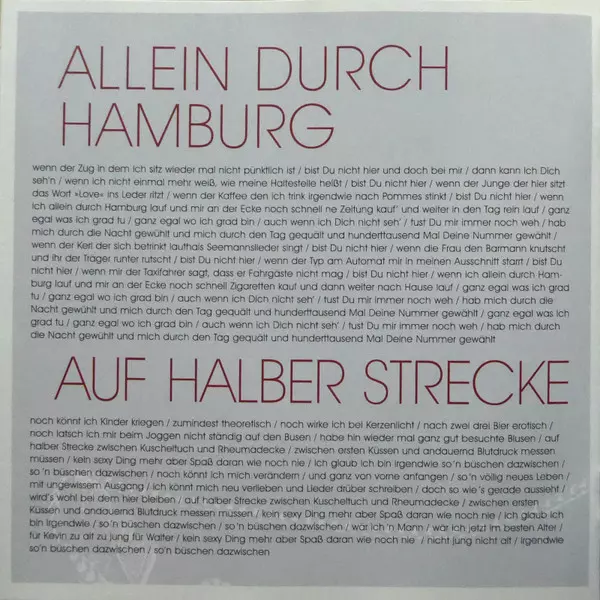 ALLEIN DURCH
HAMBURG
wenn der Zug in dem ich sitz wieder mal nicht pünktlich ist / bist Du nicht hier und doch bei mir / dann kann ich Dich
seh'n / wenn ich nicht einmal mehr weiß, wie meine Haltestelle heißt / bist Du nicht hier / wenn der Junge der hier sitzt
das Wort »Love« ins Leder ritzt / wenn der Kaffee den ich trink irgendwie nach Pommes stinkt / bist Du nicht hier / wenn
ich allein durch Hamburg lauf und mir an der Ecke noch schnell ne Zeitung kauf' und weiter in den Tag rein lauf / ganz
egal was ich grad tu / ganz egal wo ich grad bin / auch wenn ich Dich nicht seh' / tust Du mir immer noch weh / hab
mich durch die Nacht gewühlt und mich durch den Tag gequält und hunderttausend Mal Deine Nummer gewählt /
wenn der Kerl der sich betrinkt lauthals Seemannslieder singt / bist Du nicht hier / wenn die Frau den Barmann knutscht
und ihr der Träger runter rutscht / bist Du nicht hier / wenn der Typ am Automat mir in meinen Ausschnitt starrt / bist Du
nicht hier / wenn mir der Taxifahrer sagt, dass er Fahrgäste nicht mag / bist Du nicht hier / wenn ich allein durch Ham-
burg lauf und mir an der Ecke noch schnell Zigaretten kauf und dann weiter nach Hause lauf / ganz egal was ich grad
tu / ganz egal wo ich grad bin / auch wenn ich Dich nicht seh' / tust Du mir immer noch weh / hab mich durch die
Nacht gewühlt und mich durch den Tag gequält und hunderttausend Mal Deine Nummer gewählt / ganz egal was ich
grad tu / ganz egal wo ich grad bin / auch wenn ich Dich nicht seh' / tust Du mir immer noch weh / hab mich durch
die Nacht gewühlt und mich durch den Tag gequält und hunderttausend Mal Deine Nummer gewählt
AUF HALBER STRECKE
noch könnt ich Kinder kriegen / zumindest theoretisch / noch wirke ich bei Kerzenlicht / nach zwei drei Bier erotisch /
noch latsch ich mir beim Joggen nicht ständig auf den Busen / habe hin wieder mal ganz gut besuchte Blusen / auf
halber Strecke zwischen Kuscheltuch und Rheumadecke / zwischen ersten Küssen und andauernd Blutdruck messen
müssen / kein sexy Ding mehr aber Spaß daran wie noch nie / ich glaub ich bin irgendwie so'n büschen dazwischen /
so'n büschen dazwischen / noch könnt ich mich verändern / und ganz von vorne anfangen / so'n völlig neues Leben /
mit ungewissem Ausgang / ich könnt mich neu verlieben und Lieder drüber schreiben / doch so wie's gerade aussieht /
wird's wohl bei dem hier bleiben / auf halber Strecke zwischen Kuscheltuch und Rheumadecke / zwischen ersten
Küssen und andauernd Blutdruck messen müssen / kein sexy Ding mehr aber Spaß daran wie noch nie / ich glaub ich
bin irgendwie / so'n büschen dazwischen / so'n büschen dazwischen / wär ich 'n Mann / wär ich jetzt im besten Alter /
für Kevin zu alt zu jung für Walter / kein sexy Ding mehr aber Spaß daran wie noch nie / nicht jung nicht alt / irgendwie
so'n büschen dazwischen / so'n büschen dazwischen